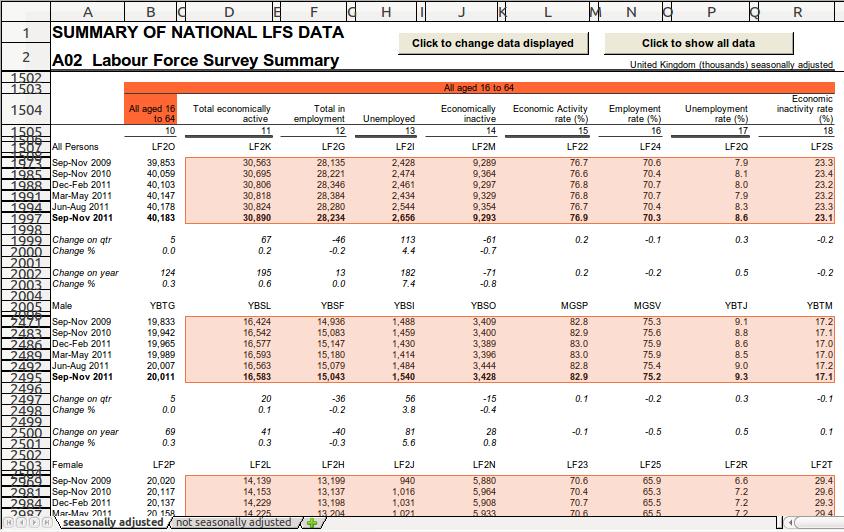 A B C D E F G H I J K L M N O P Q R
1 SUMMARY OF NATIONAL LFS DATA
Click to change data displayed Click to show all data
2 A02 Labour Force Survey Summary United Kingdom (thousands) seasonally adjusted
1502
1503 All aged 16 to 64
1504 All aged 16 to 64 Total economically active Total in employment Unemployed Economically inactive Economic Activity rate (%) Employment rate (%) Unemployment rate (%) Economic inactivity rate (%)
1505 10 11 12 13 14 15 16 17 18
1507 All Persons LF2O LF2K LF2G LF2I LF2M LF22 LF24 LF2Q LF2S
1973 Sep-Nov 2009 39,853 30,563 28,135 2,428 9,289 76.7 70.6 7.9 23.3
1985 Sep-Nov 2010 40,059 30,695 28,221 2,474 9,364 76.6 70.4 8.1 23.4
1988 Dec-Feb 2011 40,103 30,806 28,346 2,461 9,297 76.8 70.7 8.0 23.2
1991 Mar-May 2011 40,147 30,818 28,384 2,434 9,329 76.8 70.7 7.9 23.2
1994 Jun-Aug 2011 40,178 30,824 28,280 2,544 9,354 76.7 70.4 8.3 23.3
1997 Sep-Nov 2011 40,183 30,890 28,234 2,656 9,293 76.9 70.3 8.6 23.1
1998
1999 Change on qtr 5 67 -46 113 -61 0.2 -0.1 0.3 -0.2
2000 Change % 0.0 0.2 -0.2 4.4 -0.7
2001
2002 Change on year 124 195 13 182 -71 0.2 -0.2 0.5 -0.2
2003 Change % 0.3 0.6 0.0 7.4 -0.8
2004
2005 Male YBTG YBSL YBSF YBSI YBSO MGSP MGSV YBTJ YBTM
2471 Sep-Nov 2009 19,833 16,424 14,936 1,488 3,409 82.8 75.3 9.1 17.2
2483 Sep-Nov 2010 19,942 16,542 15,083 1,459 3,400 82.9 75.6 8.8 17.1
2486 Dec-Feb 2011 19,965 16,577 15,147 1,430 3,389 83.0 75.9 8.6 17.0
2489 Mar-May 2011 19,989 16,593 15,180 1,414 3,396 83.0 75.9 8.5 17.0
2492 Jun-Aug 2011 20,007 16,563 15,079 1,484 3,444 82.8 75.4 9.0 17.2
2495 Sep-Nov 2011 20,011 16,583 15,043 1,540 3,428 82.9 75.2 9.3 17.1
2496
2497 Change on qtr 5 20 -36 56 -15 0.1 -0.2 0.3 -0.1
2498 Change % 0.0 0.1 -0.2 3.8 -0.4
2499
2500 Change on year 69 41 -40 81 28 -0.1 -0.5 0.5 0.1
2501 Change % 0.3 0.3 -0.3 5.6 0.8
2502
2503 Female LF2P LF2L LF2H LF2J LF2N LF23 LF25 LF2R LF2T
2969 Sep-Nov 2009 20,020 14,139 13,199 940 5,880 70.6 65.9 6.6 29.4
2981 Sep-Nov 2010 20,117 14,153 13,137 1,016 5,964 70.4 65.3 7.2 29.6
2984 Dec-Feb 2011 20,137 14,229 13,198 1,031 5,908 70.7 65.5 7.2 29.3
2987 Mar-May 2011 20,158 14,225 13,204 1,021 5,933 70.6 65.5 7.2 29.4
seasonally adjusted not seasonally adjusted